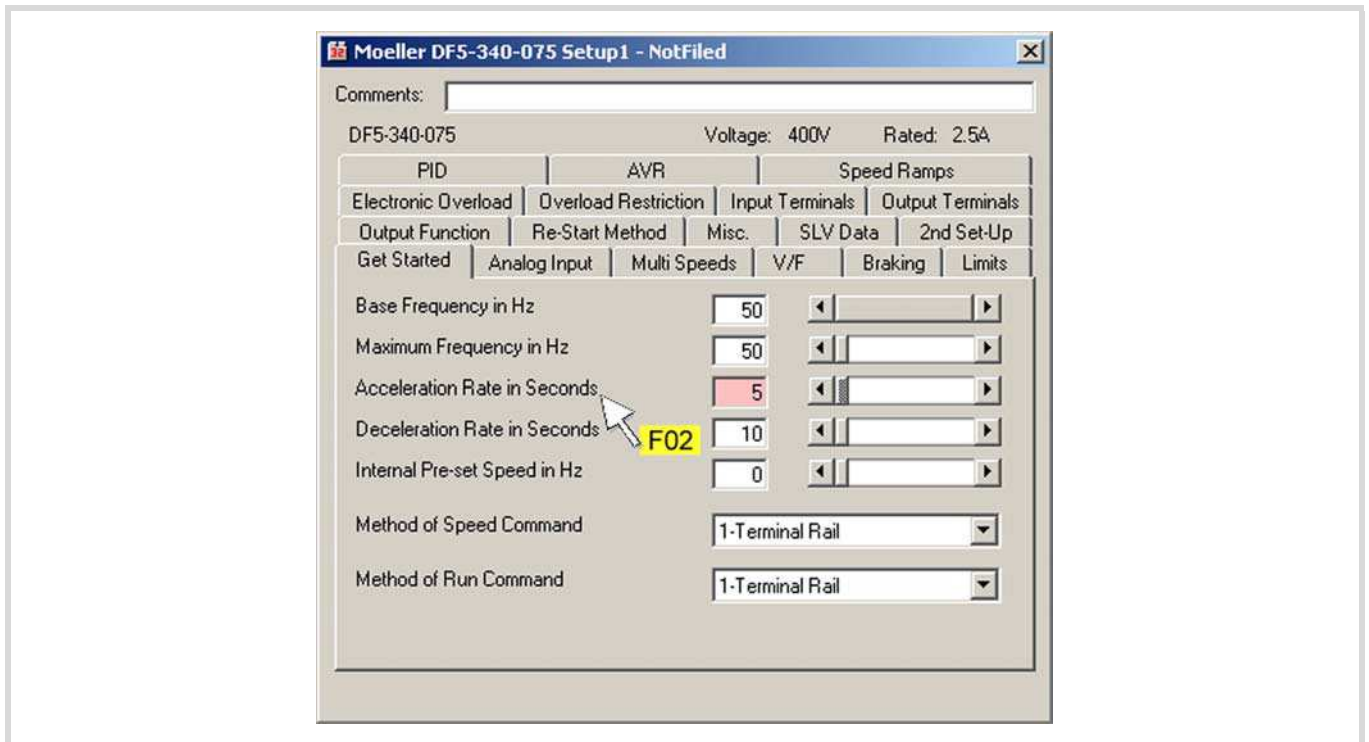 Moeller DF5-340-075 Setup1 - NotFiled
Comments:
DF5-340-075 Voltage: 400V Rated: 2.5A
PID AVR Speed Ramps
Electronic Overload Overload Restriction Input Terminals Output Terminals
Output Function Re-Start Method Misc. SLV Data 2nd Set-Up
Get Started Analog Input Multi Speeds V/F Braking Limits
Base Frequency in Hz 50
Maximum Frequency in Hz 50
Acceleration Rate in Seconds 5
F02
Deceleration Rate in Seconds 10
Internal Pre-set Speed in Hz 0
Method of Speed Command 1-Terminal Rail
Method of Run Command 1-Terminal Rail